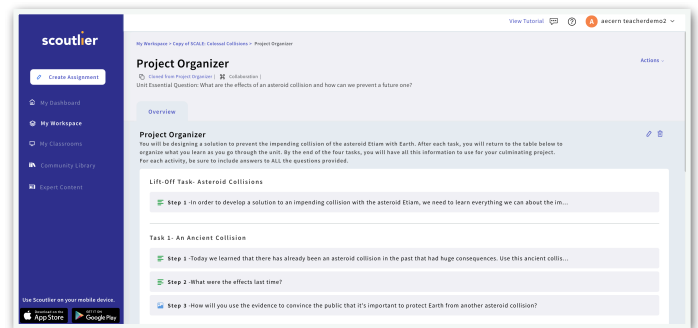 View Tutorial
A
aecern teacherdemo2
scoutlier
Create Assignment
My Dashboard
My Workspace
My Classrooms
Community Library
Expert Content
Use Scoutlier on your mobile device.
Download on the
App Store
GET IT ON
Google Play
My Workspace > Copy of SCALE: Colossal Collisions > Project Organizer
Project Organizer
Actions
Cloned from Project Organizer | Collaboration |
Unit Essential Question: What are the effects of an asteroid collision and how can we prevent a future one?
Overview
Project Organizer
You will be designing a solution to prevent the impending collision of the asteroid Etiam with Earth. After each task, you will return to the table below to
organize what you learn as you go through the unit. By the end of the four tasks, you will have all this information to use for your culminating project.
For each activity, be sure to include answers to ALL the questions provided.
Lift-Off Task- Asteroid Collisions
Step 1 -In order to develop a solution to an impending collision with the asteroid Etiam, we need to learn everything we can about the im...
Task 1- An Ancient Collision
Step 1 -Today we learned that there has already been an asteroid collision in the past that had huge consequences. Use this ancient collis...
Step 2 -What were the effects last time?
Step 3 -How will you use the evidence to convince the public that it's important to protect Earth from another asteroid collision?